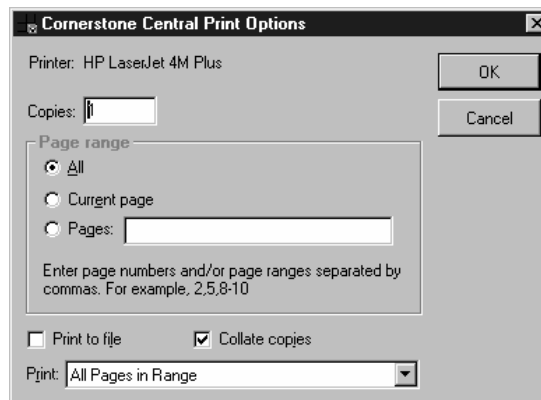 Cornerstone Central Print Options
Printer: HP LaserJet 4M Plus
OK
Copies: 1
Cancel
Page range
All
Current page
Pages:
Enter page numbers and/or page ranges separated by
commas. For example, 2,5,8-10
Print to file
Collate copies
Print: All Pages in Range